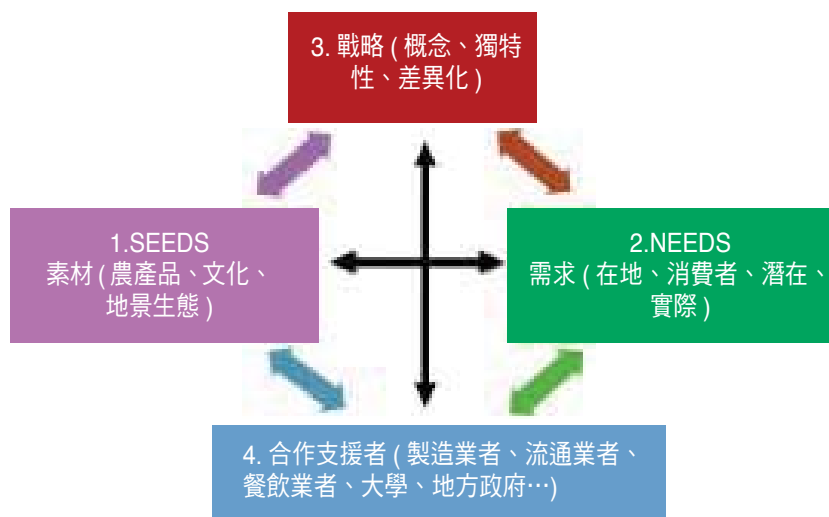 3. 戰略 ( 概念、獨特
性、差異化 )
1.SEEDS
素材 ( 農產品、文化、
地景生態 )
2.NEEDS
需求 ( 在地、消費者、潛在、
實際 )
4. 合作支援者 ( 製造業者、流通業者、
餐飲業者、大學、地方政府…)